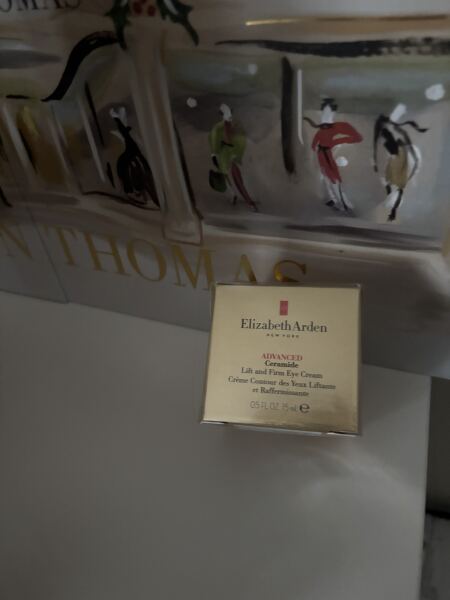 OMAS
N THOMAS
Elizabeth Arden
NEW YORK
ADVANCED
Ceramide
Lift and Firm Eye Cream
Crème Contour des Yeux Liftante
et Raffermissante
0.5 FL. OZ. 15 mL ℮